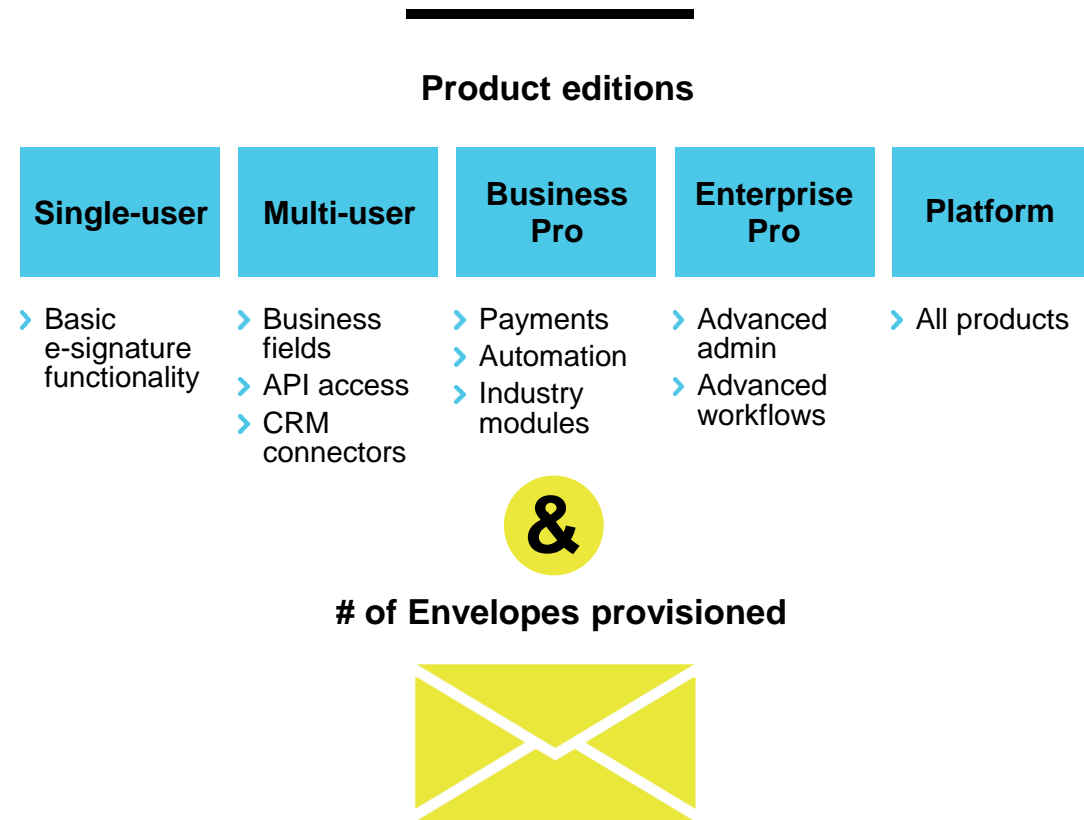 Product editions
Single-user
Multi-user
Business
Pro
Enterprise
Pro
Platform
Basic
e-signature
functionality
Business
fields
API access
CRM
connectors
Payments
Automation
Industry
modules
Advanced
admin
Advanced
workflows
All products
&
# of Envelopes provisioned